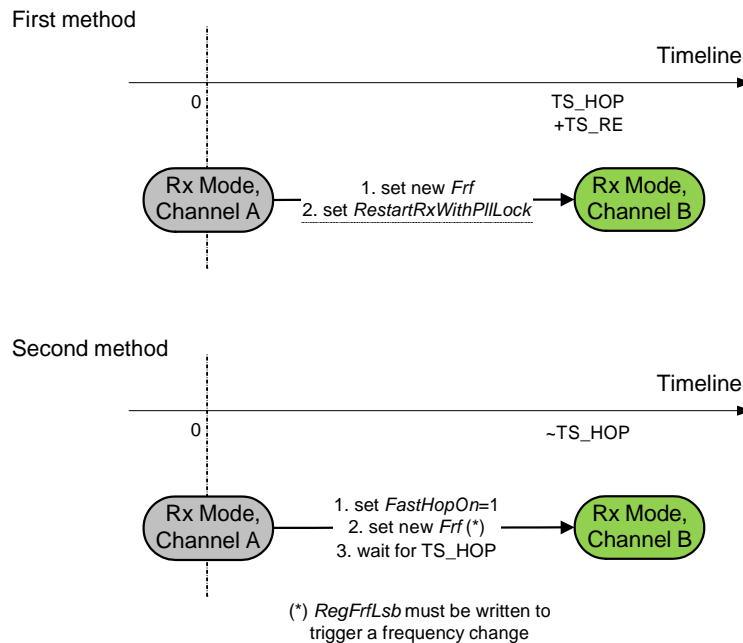 First method
Timeline
0
TS_HOP
+TS_RE
Rx Mode,
Channel A
1. set new Frf
2. set RestartRxWithPllLock
Rx Mode,
Channel B
Second method
Timeline
0
~TS_HOP
Rx Mode,
Channel A
1. set FastHopOn=1
2. set new Frf (*)
3. wait for TS_HOP
Rx Mode,
Channel B
(*) RegFrfLsb must be written to
trigger a frequency change